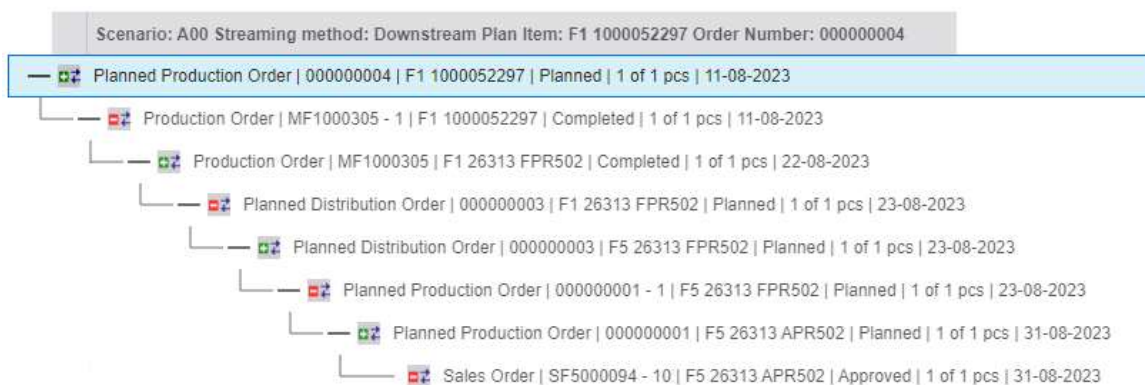 Scenario: A00 Streaming method: Downstream Plan Item: F1 1000052297 Order Number: 000000004
Planned Production Order | 000000004 | F1 1000052297 | Planned | 1 of 1 pcs | 11-08-2023
Production Order | MF1000305 - 1 | F1 1000052297 | Completed | 1 of 1 pcs | 11-08-2023
Production Order | MF1000305 | F1 26313 FPR502 | Completed | 1 of 1 pcs | 22-08-2023
Planned Distribution Order | 000000003 | F1 26313 FPR502 | Planned | 1 of 1 pcs | 23-08-2023
Planned Distribution Order | 000000003 | F5 26313 FPR502 | Planned | 1 of 1 pcs | 23-08-2023
Planned Production Order | 000000001 - 1 | F5 26313 FPR502 | Planned | 1 of 1 pcs | 23-08-2023
Planned Production Order | 000000001 | F5 26313 APR502 | Planned | 1 of 1 pcs | 31-08-2023
Sales Order | SF5000094 - 10 | F5 26313 APR502 | Approved | 1 of 1 pcs | 31-08-2023